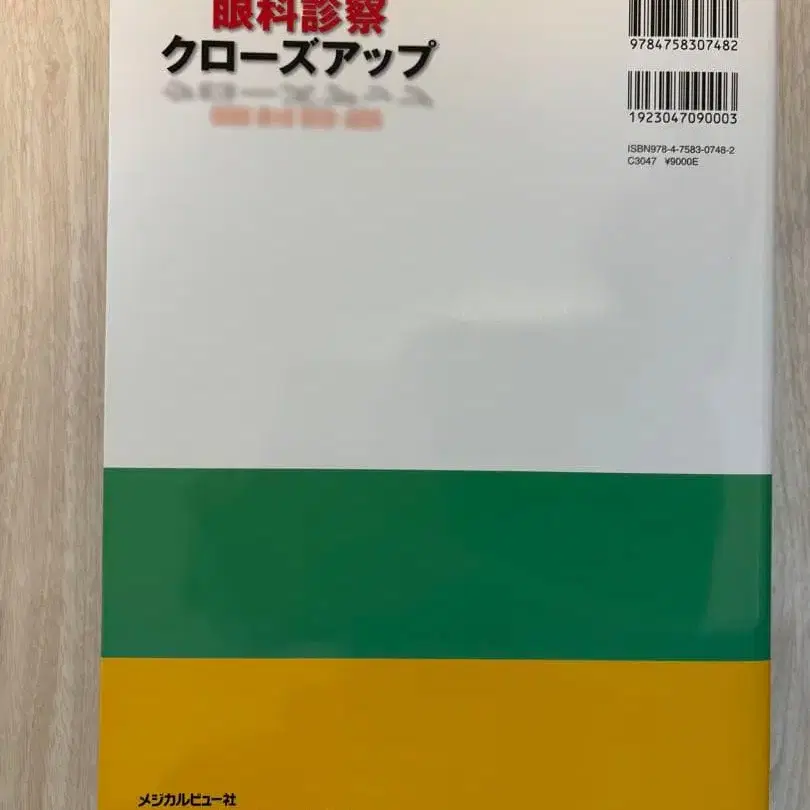 眼科診察
クローズアップ
9784758307482
1923047090003
ISBN978-4-7583-0748-2
C3047 ¥9000E
メジカルビュー社